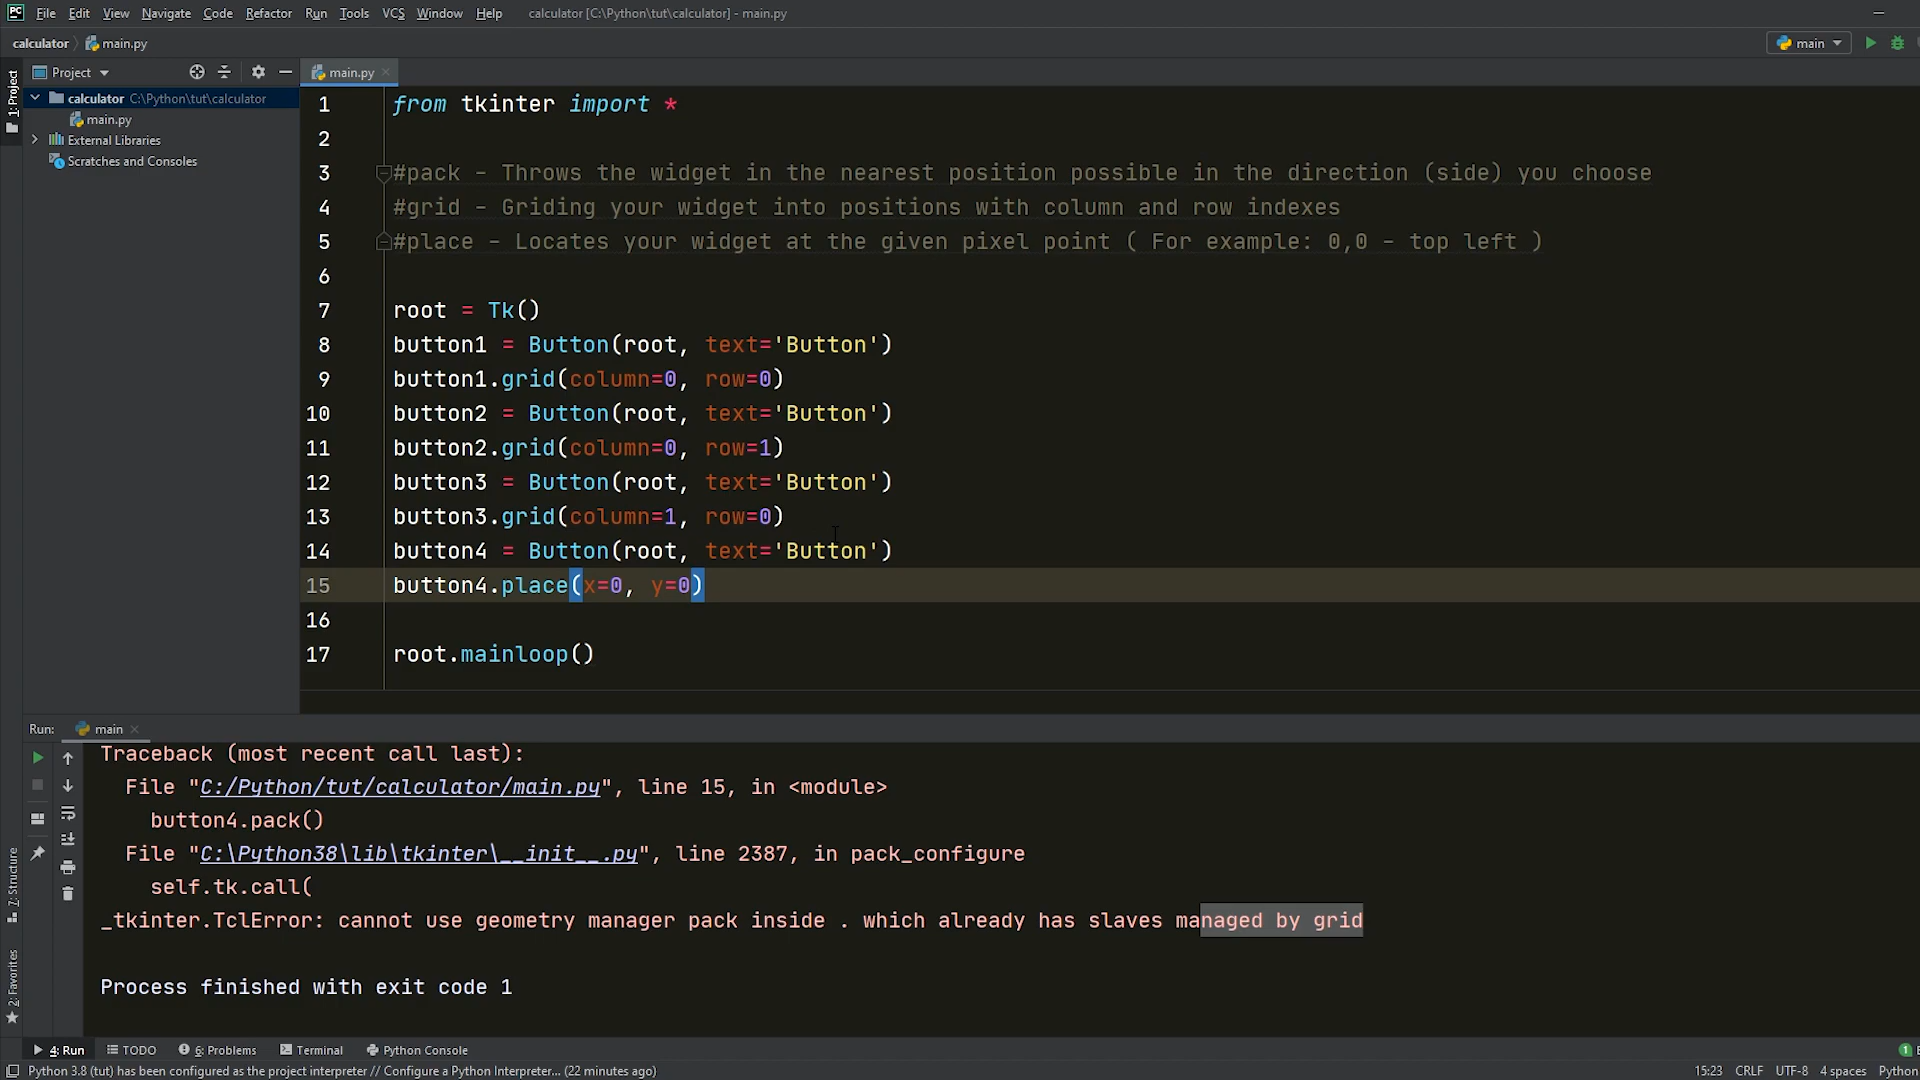 PC File Edit View Navigate Code Refactor Run Tools VCS Window Help calculator [C:\Python\tut\calculator] - main.py
calculator main.py main
1: Project
Project main.py
calculator C:\Python\tut\calculator
main.py
External Libraries
Scratches and Consoles
1 from tkinter import *
2
3 #pack - Throws the widget in the nearest position possible in the direction (side) you choose
4 #grid - Griding your widget into positions with column and row indexes
5 #place - Locates your widget at the given pixel point ( For example: 0,0 - top left )
6
7 root = Tk()
8 button1 = Button(root, text='Button')
9 button1.grid(column=0, row=0)
10 button2 = Button(root, text='Button')
11 button2.grid(column=0, row=1)
12 button3 = Button(root, text='Button')
13 button3.grid(column=1, row=0)
14 button4 = Button(root, text='Button')
15 button4.place(x=0, y=0)
16
17 root.mainloop()
Run: main
Traceback (most recent call last):
File "C:/Python/tut/calculator/main.py", line 15, in <module>
button4.pack()
File "C:\Python38\lib\tkinter\__init__.py", line 2387, in pack_configure
self.tk.call(
_tkinter.TclError: cannot use geometry manager pack inside . which already has slaves managed by grid
Process finished with exit code 1
7: Structure
2: Favorites
4: Run TODO 6: Problems Terminal Python Console 1
Python 3.8 (tut) has been configured as the project interpreter // Configure a Python Interpreter... (22 minutes ago) 15:23 CRLF UTF-8 4 spaces Python